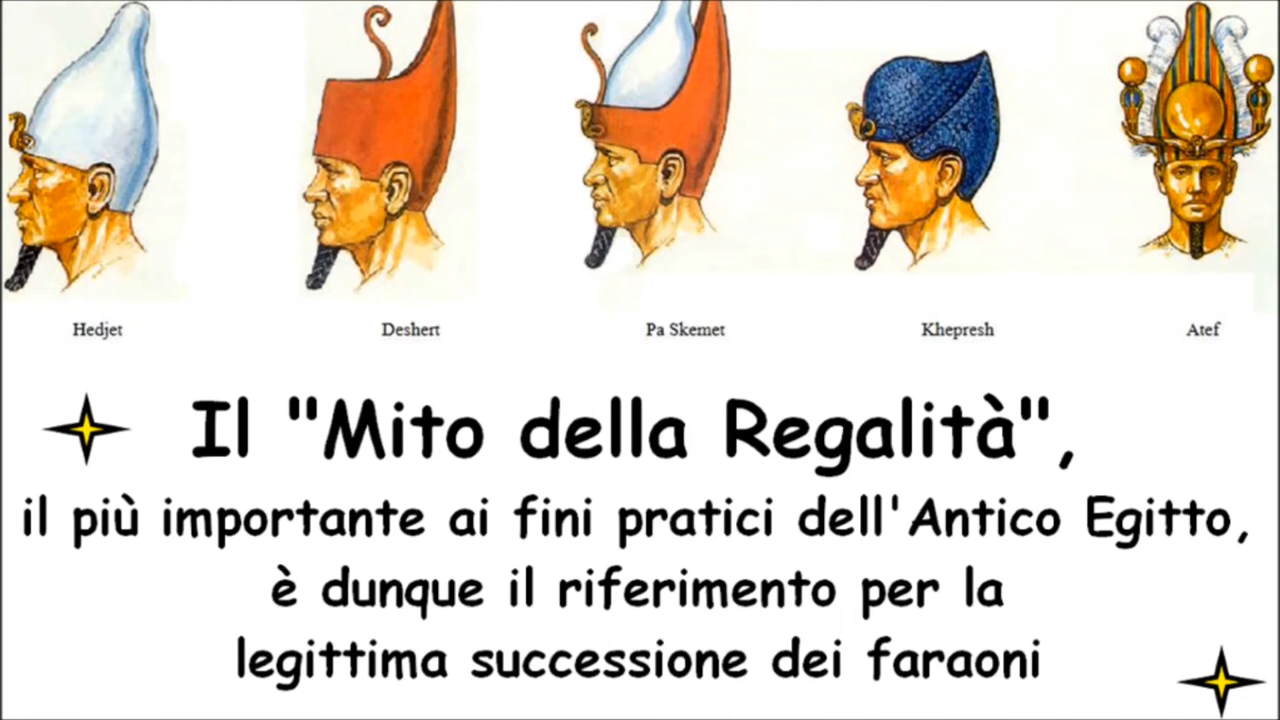 Hedjet Deshert Pa Skemet Khepresh Atef
Il "Mito della Regalità",
il più importante ai fini pratici dell'Antico Egitto,
è dunque il riferimento per la
legittima successione dei faraoni